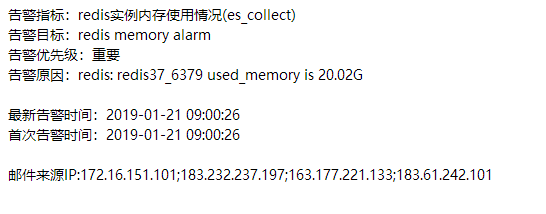 告警指标：redis实例内存使用情况(es_collect)
告警目标：redis memory alarm
告警优先级：重要
告警原因：redis: redis37_6379 used_memory is 20.02G
最新告警时间：2019-01-21 09:00:26
首次告警时间：2019-01-21 09:00:26
邮件来源IP:172.16.151.101;183.232.237.197;163.177.221.133;183.61.242.101